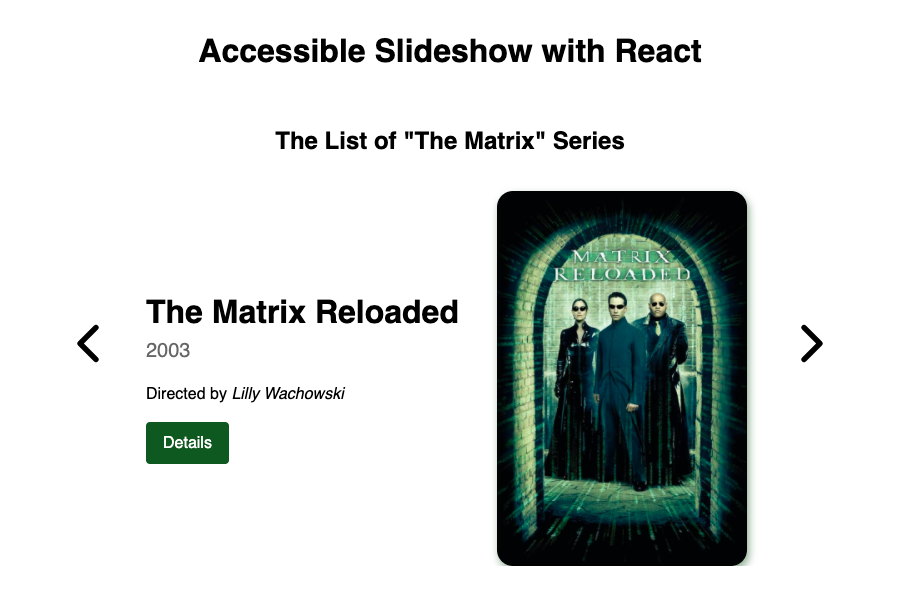 Accessible Slideshow with React
The List of "The Matrix" Series
The Matrix Reloaded
2003
Directed by Lilly Wachowski
Details
MATRIX
RELOADED